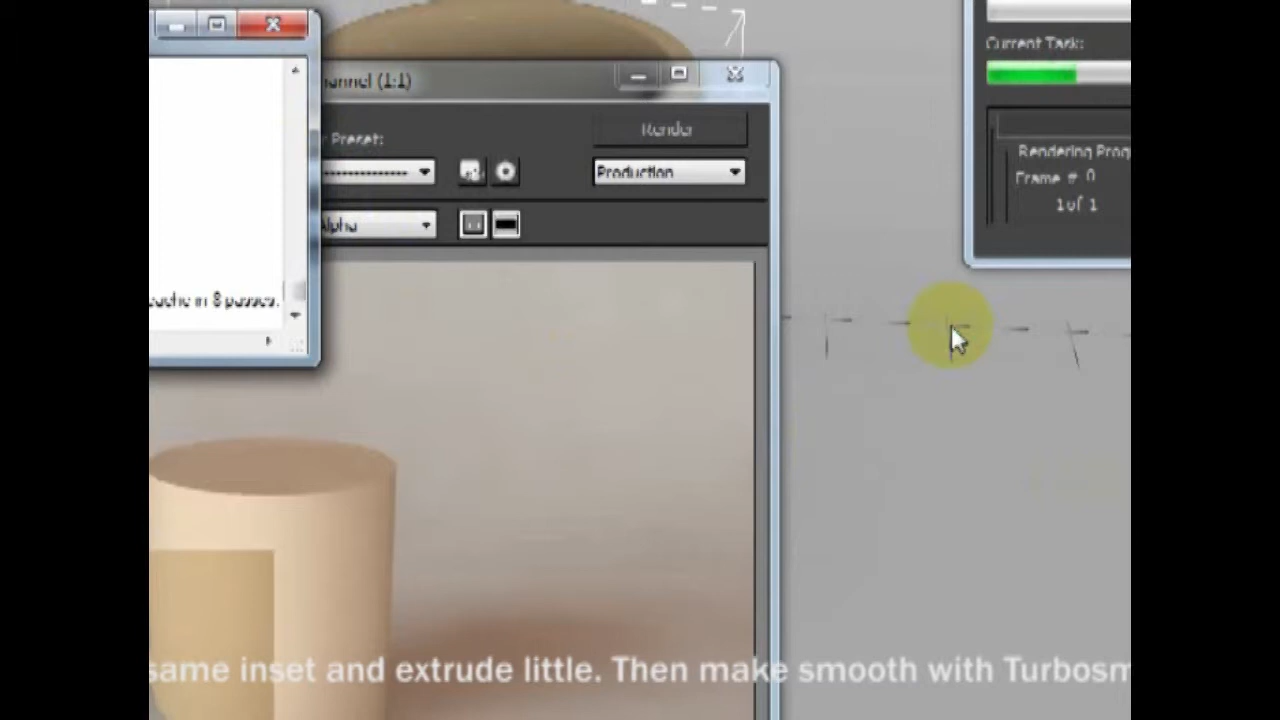 Current Task:
hannel (1:1)
Render
r Preset:
Production
Rendering Prog
Frame # 0
1 of 1
Alpha
cache in 8 passes.
same inset and extrude little. Then make smooth with Turbosm